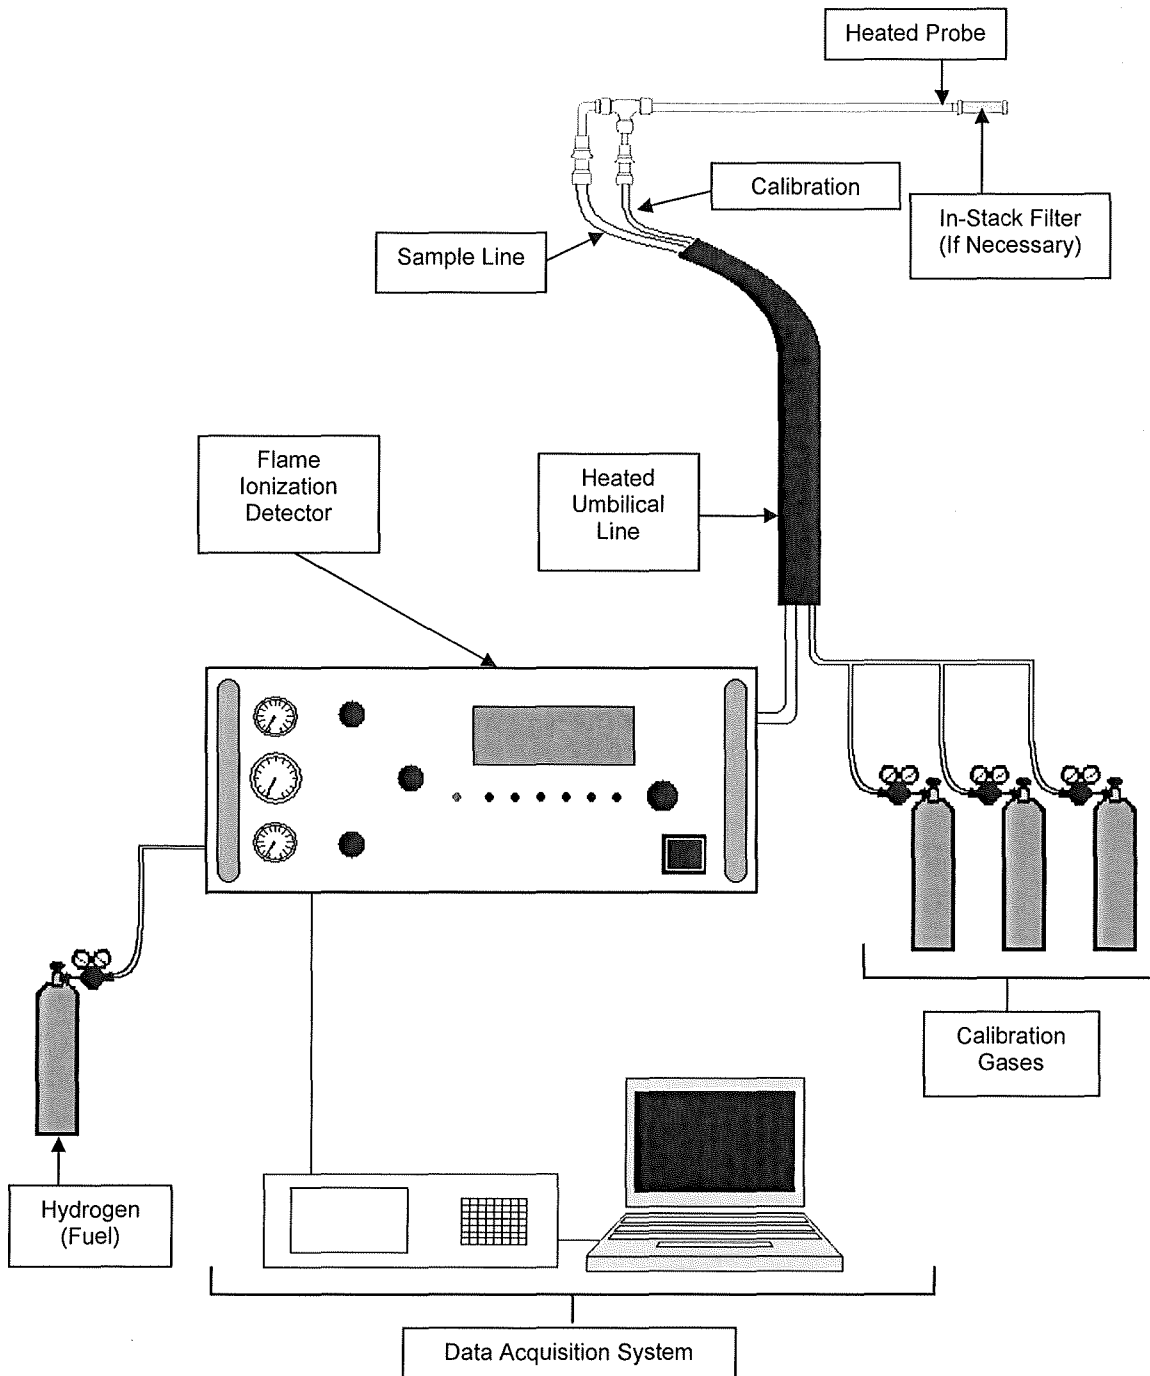 Heated Probe
Calibration
In-Stack Filter
(If Necessary)
Sample Line
Flame
Ionization
Detector
Heated
Umbilical
Line
Calibration
Gases
Hydrogen
(Fuel)
Data Acquisition System